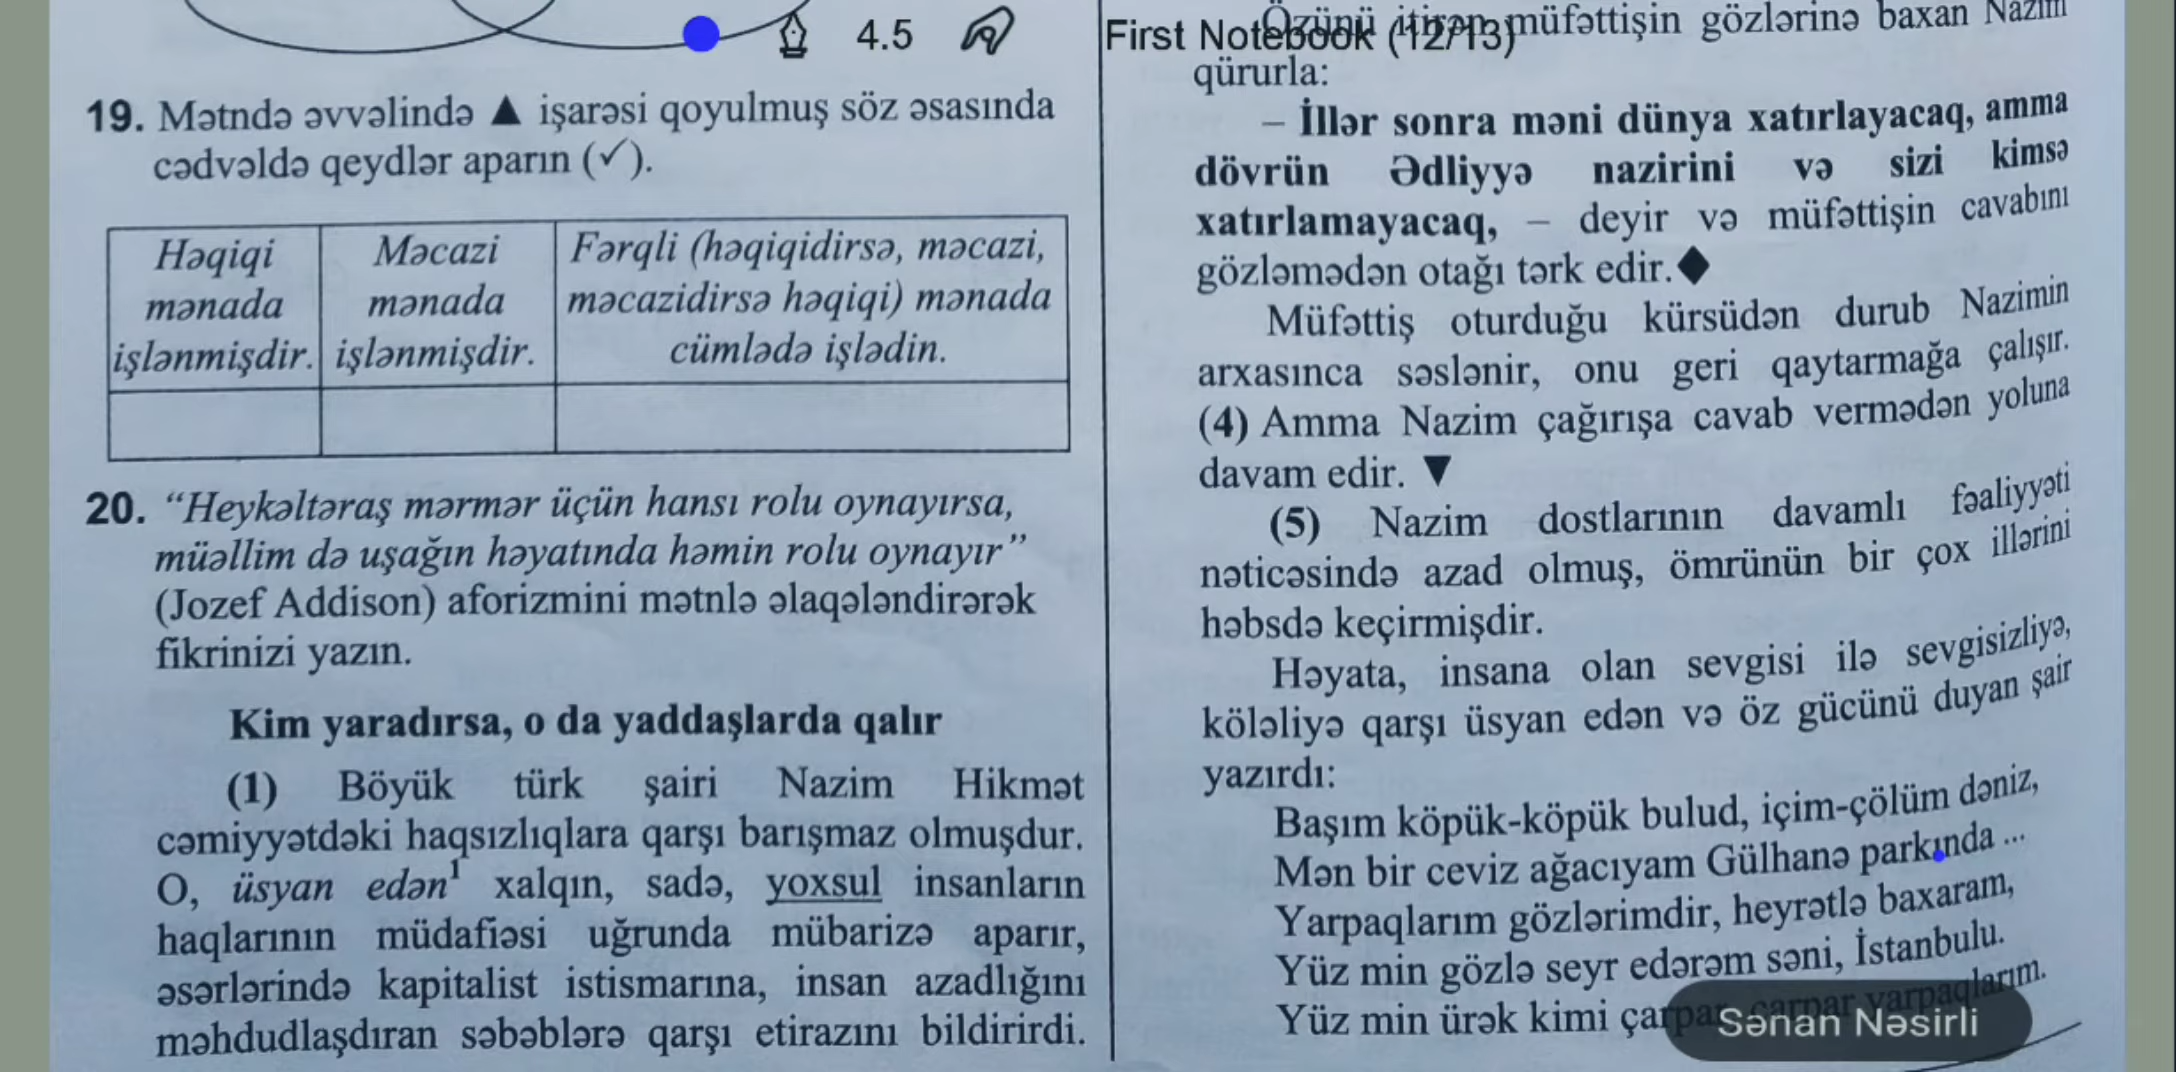 4.5
First Notebook (12/13)
19. Mətndə əvvəlində ▲ işarəsi qoyulmuş söz əsasında
cədvəldə qeydlər aparın (✓).
Həqiqi
mənada
işlənmişdir.
Məcazi
mənada
işlənmişdir.
Fərqli (həqiqidirsə, məcazi,
məcazidirsə həqiqi) mənada
cümlədə işlədin.
20. “Heykəltəraş mərmər üçün hansı rolu oynayırsa,
müəllim də uşağın həyatında həmin rolu oynayır”
(Jozef Addison) aforizmini mətnlə əlaqələndirərək
fikrinizi yazın.
Kim yaradırsa, o da yaddaşlarda qalır
(1) Böyük türk şairi Nazim Hikmət
cəmiyyətdəki haqsızlıqlara qarşı barışmaz olmuşdur.
O, üsyan edən¹ xalqın, sadə, yoxsul insanların
haqlarının müdafiəsi uğrunda mübarizə aparır,
əsərlərində kapitalist istismarına, insan azadlığını
məhdudlaşdıran səbəblərə qarşı etirazını bildirirdi.
Özünü itirən müfəttişin gözlərinə baxan Nazim
qürurla:
– İllər sonra məni dünya xatırlayacaq, amma
dövrün Ədliyyə nazirini və sizi kimsə
xatırlamayacaq, – deyir və müfəttişin cavabını
gözləmədən otağı tərk edir.◆
Müfəttiş oturduğu kürsüdən durub Nazimin
arxasınca səslənir, onu geri qaytarmağa çalışır.
(4) Amma Nazim çağırışa cavab vermədən yoluna
davam edir. ▼
(5) Nazim dostlarının davamlı fəaliyyəti
nəticəsində azad olmuş, ömrünün bir çox illərini
həbsdə keçirmişdir.
Həyata, insana olan sevgisi ilə sevgisizliyə,
köləliyə qarşı üsyan edən və öz gücünü duyan şair
yazırdı:
Başım köpük-köpük bulud, içim-çölüm dəniz,
Mən bir ceviz ağacıyam Gülhanə parkında ...
Yarpaqlarım gözlərimdir, heyrətlə baxaram,
Yüz min gözlə seyr edərəm səni, İstanbulu.
Yüz min ürək kimi çarpar, çarpar yarpaqlarım.
Sənan Nəsirli